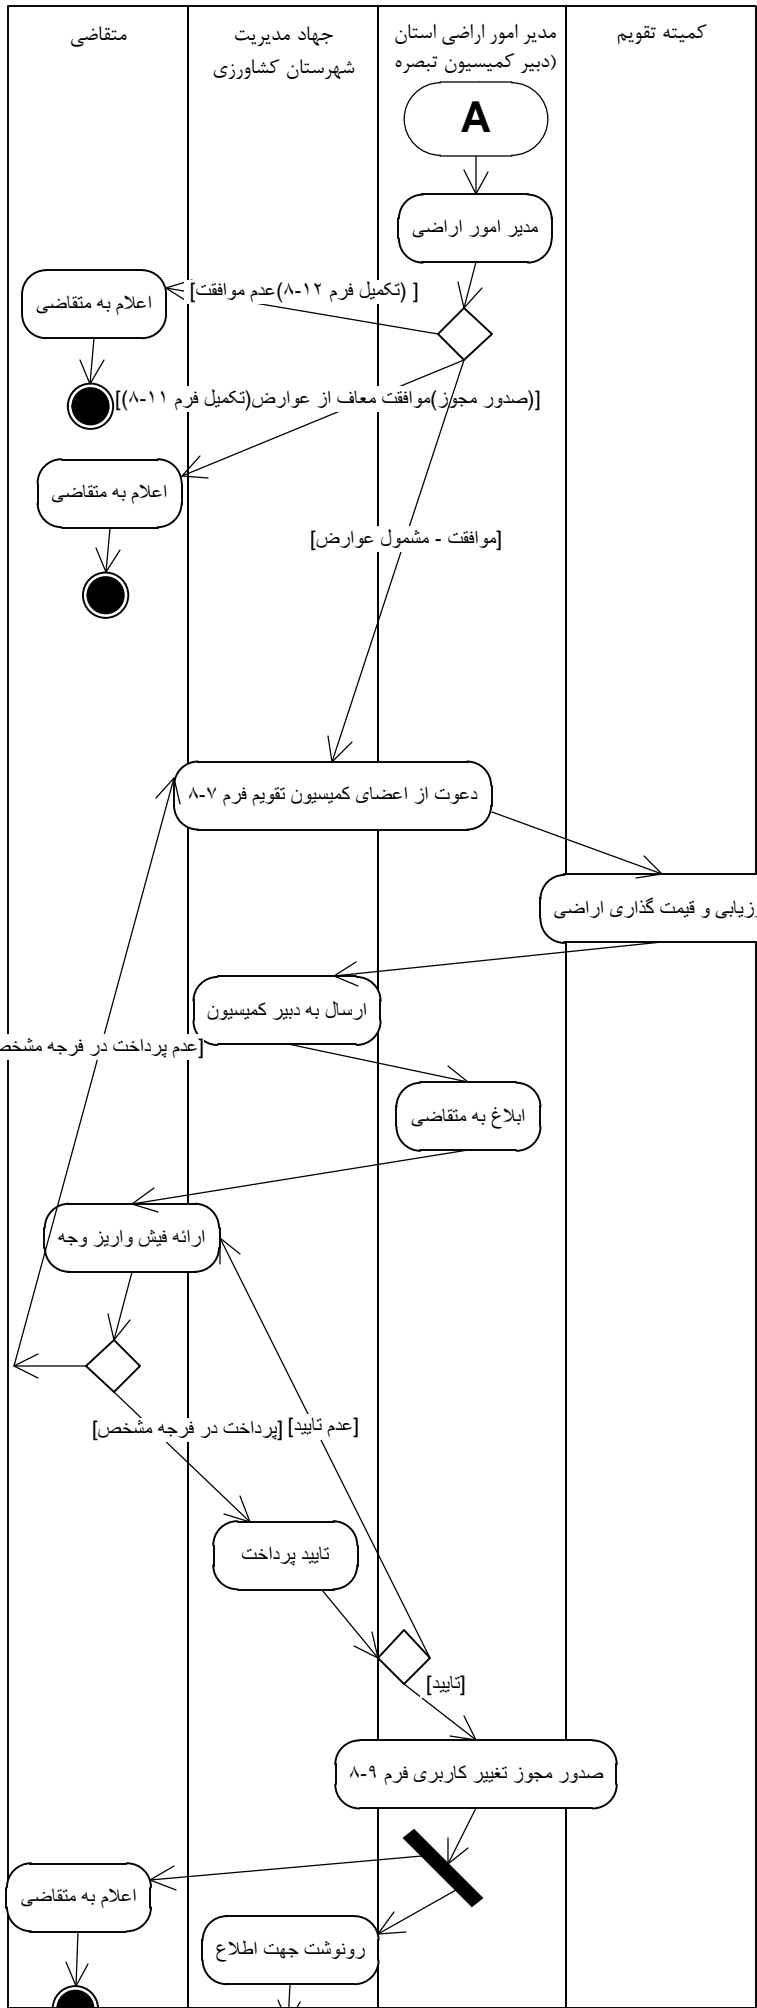 کمیته تقویم
مدیر امور اراضی استان
(دبیر کمیسیون تبصره
جهاد مدیریت
شهرستان کشاورزی
متقاضی
A
مدیر امور اراضی
[ (تکمیل فرم ۱۲-۸)عدم موافقت]
اعلام به متقاضی
[(صدور مجوز)موافقت معاف از عوارض(تکمیل فرم ۱۱-۸)]
اعلام به متقاضی
[موافقت - مشمول عوارض]
دعوت از اعضای کمیسیون تقویم فرم ۷-۸
و قیمت گذاری اراضی
ارسال به دبیر کمیسیون
[عدم پرداخت در فرجه
ابلاغ به متقاضی
ارائه فیش واریز وجه
[عدم تایید]
[پرداخت در فرجه مشخص]
تایید پرداخت
[تایید]
صدور مجوز تغییر کاربری فرم ۹-۸
اعلام به متقاضی
رونوشت جهت اطلاع